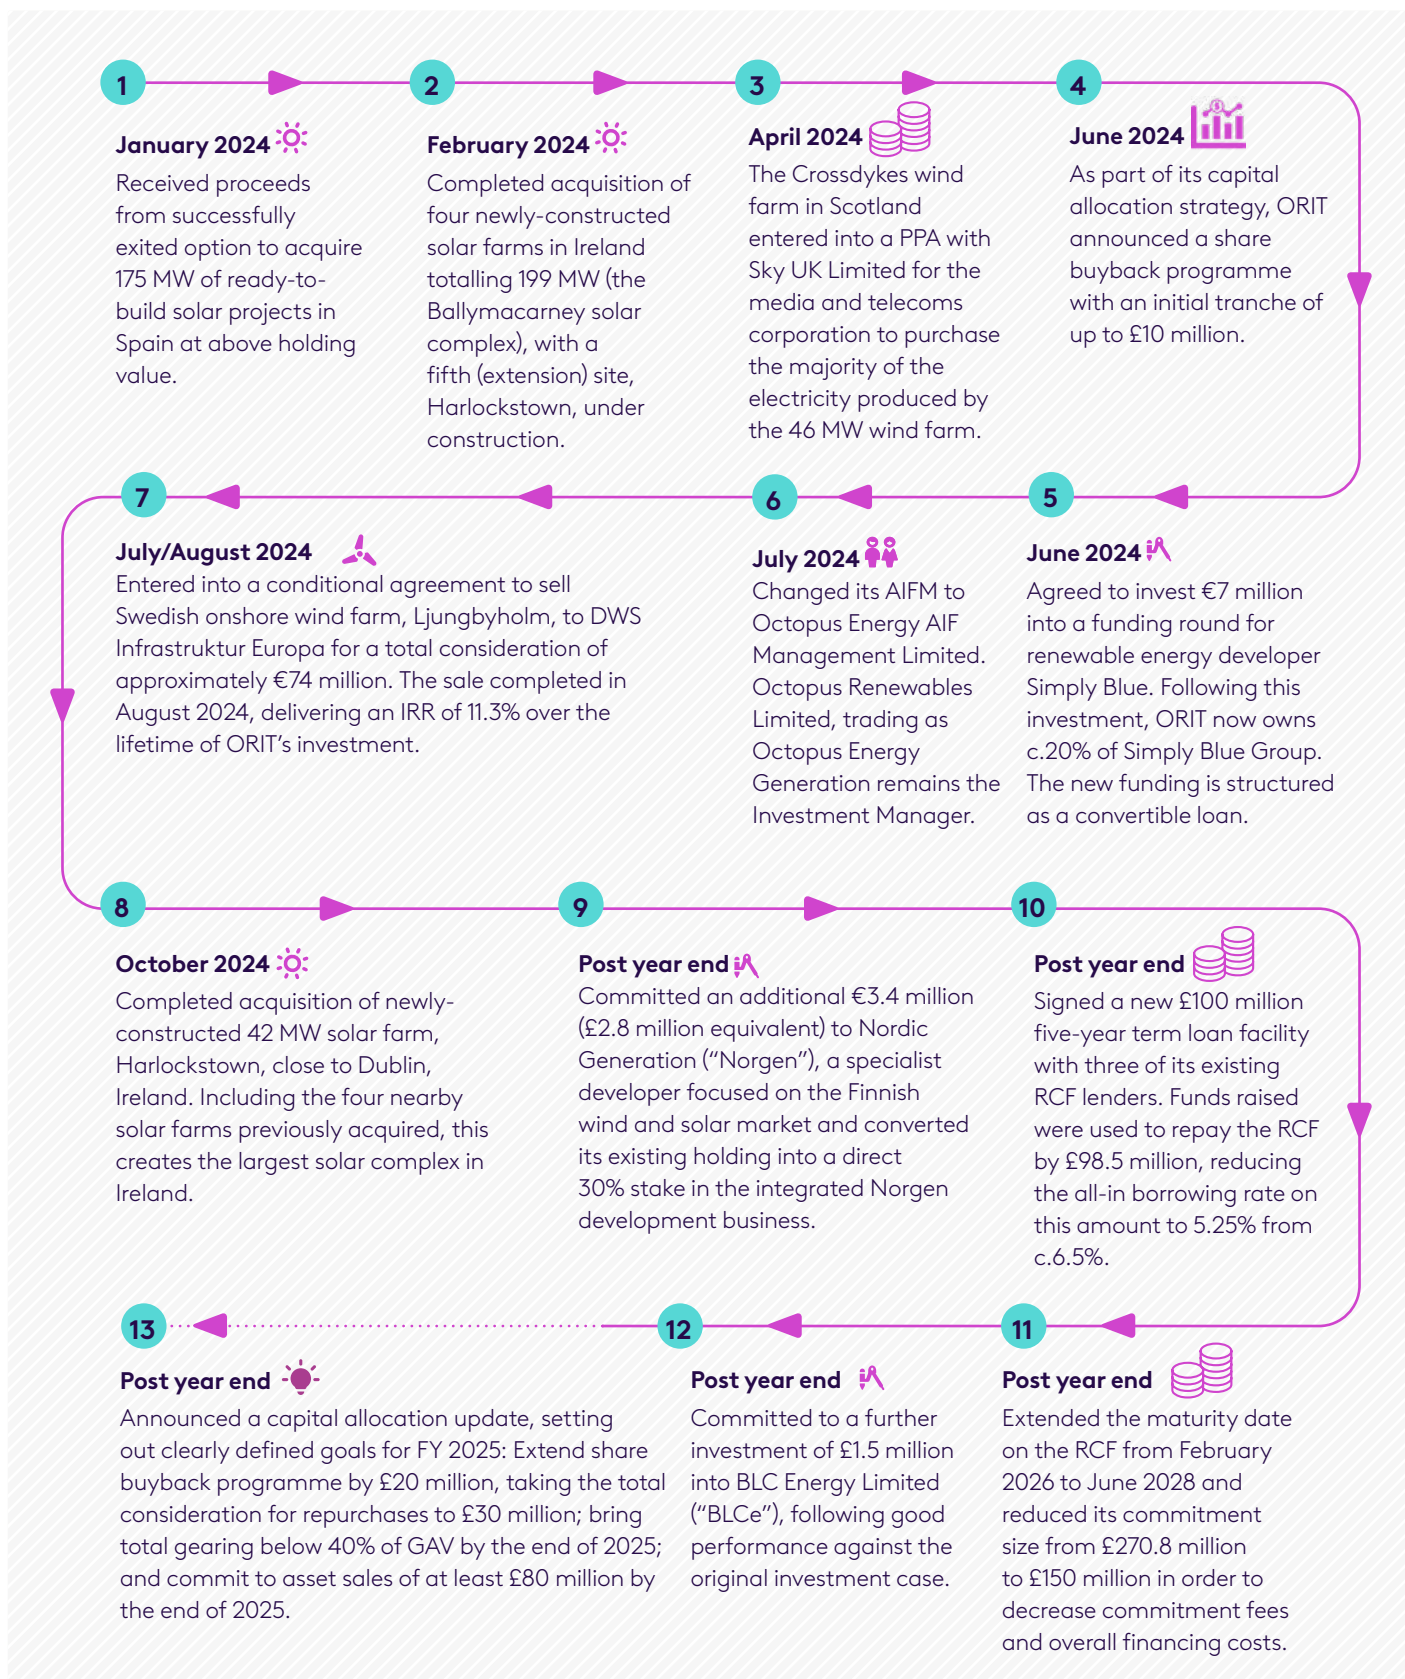 1
January 2024
Received proceeds
from successfully
exited option to acquire
175 MW of ready-to-
build solar projects in
Spain at above holding
value.
2
February 2024
Completed acquisition of
four newly-constructed
solar farms in Ireland
totalling 199 MW (the
Ballymacarney solar
complex), with a
fifth (extension) site,
Harlockstown, under
construction.
3
April 2024
The Crossdykes wind
farm in Scotland
entered into a PPA with
Sky UK Limited for the
media and telecoms
corporation to purchase
the majority of the
electricity produced by
the 46 MW wind farm.
4
June 2024
As part of its capital
allocation strategy, ORIT
announced a share
buyback programme
with an initial tranche of
up to £10 million.
5
June 2024
Agreed to invest €7 million
into a funding round for
renewable energy developer
Simply Blue. Following this
investment, ORIT now owns
c.20% of Simply Blue Group.
The new funding is structured
as a convertible loan.
6
July 2024
Changed its AIFM to
Octopus Energy AIF
Management Limited.
Octopus Renewables
Limited, trading as
Octopus Energy
Generation remains the
Investment Manager.
7
July/August 2024
Entered into a conditional agreement to sell
Swedish onshore wind farm, Ljungbyholm, to DWS
Infrastruktur Europa for a total consideration of
approximately €74 million. The sale completed in
August 2024, delivering an IRR of 11.3% over the
lifetime of ORIT’s investment.
8
October 2024
Completed acquisition of newly-
constructed 42 MW solar farm,
Harlockstown, close to Dublin,
Ireland. Including the four nearby
solar farms previously acquired, this
creates the largest solar complex in
Ireland.
9
Post year end
Committed an additional €3.4 million
(£2.8 million equivalent) to Nordic
Generation (“Norgen”), a specialist
developer focused on the Finnish
wind and solar market and converted
its existing holding into a direct
30% stake in the integrated Norgen
development business.
10
Post year end
Signed a new £100 million
five-year term loan facility
with three of its existing
RCF lenders. Funds raised
were used to repay the RCF
by £98.5 million, reducing
the all-in borrowing rate on
this amount to 5.25% from
c.6.5%.
11
Post year end
Extended the maturity date
on the RCF from February
2026 to June 2028 and
reduced its commitment
size from £270.8 million
to £150 million in order to
decrease commitment fees
and overall financing costs.
12
Post year end
Committed to a further
investment of £1.5 million
into BLC Energy Limited
(“BLCe”), following good
performance against the
original investment case.
13
Post year end
Announced a capital allocation update, setting
out clearly defined goals for FY 2025: Extend share
buyback programme by £20 million, taking the total
consideration for repurchases to £30 million; bring
total gearing below 40% of GAV by the end of 2025;
and commit to asset sales of at least £80 million by
the end of 2025.